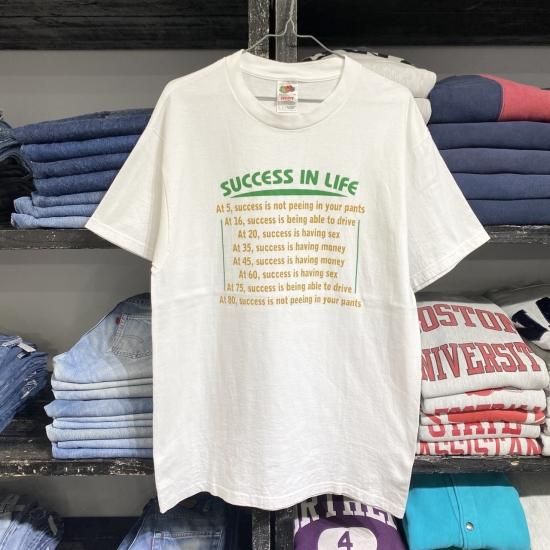 SUCCESS IN LIFE
At 5, success is not peeing in your pants
At 16, success is being able to drive
At 20, success is having sex
At 35, success is having money
At 45, success is having money
At 60, success is having sex
At 75, success is being able to drive
At 80, success is not peeing in your pants
OSTON
NIVERSIT
STATE
4